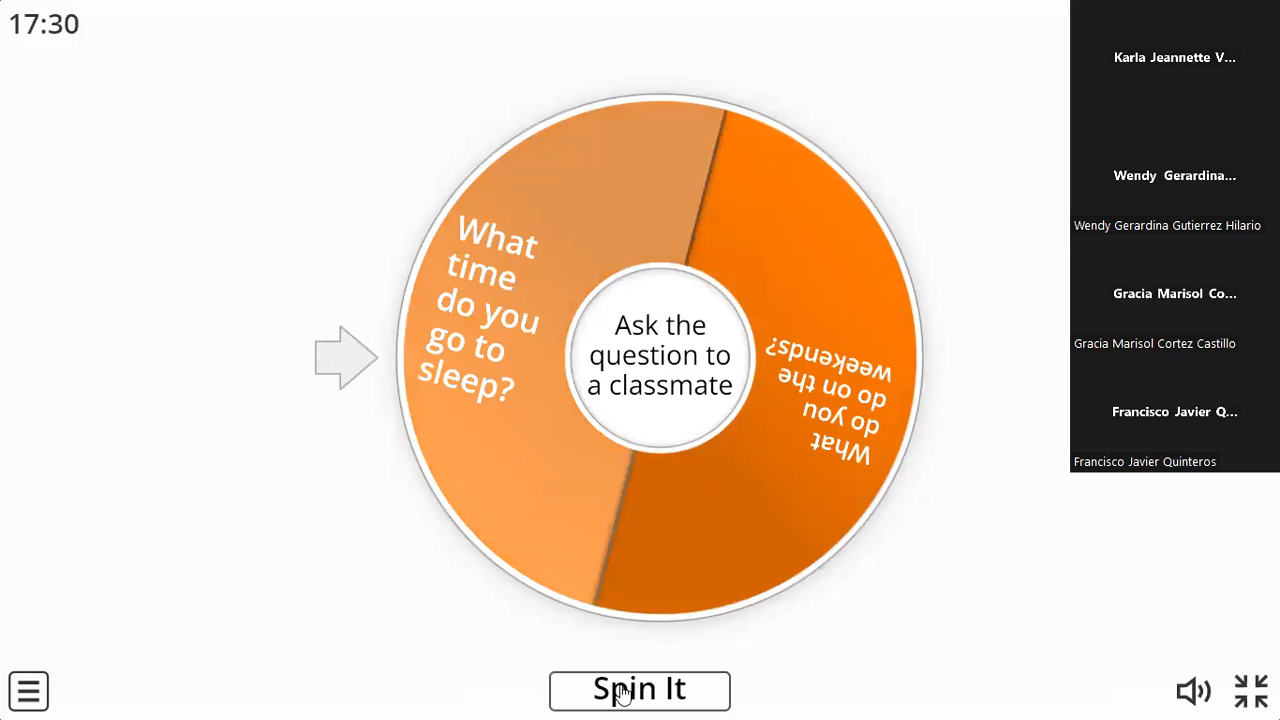 17:30
What
time
do you
go to
sleep?
Ask the
question to
a classmate
What
do you
do on the
weekends?
Spin It
Karla Jeannette V...
Wendy Gerardina...
Wendy Gerardina Gutierrez Hilario
Gracia Marisol Co...
Gracia Marisol Cortez Castillo
Francisco Javier Q...
Francisco Javier Quinteros